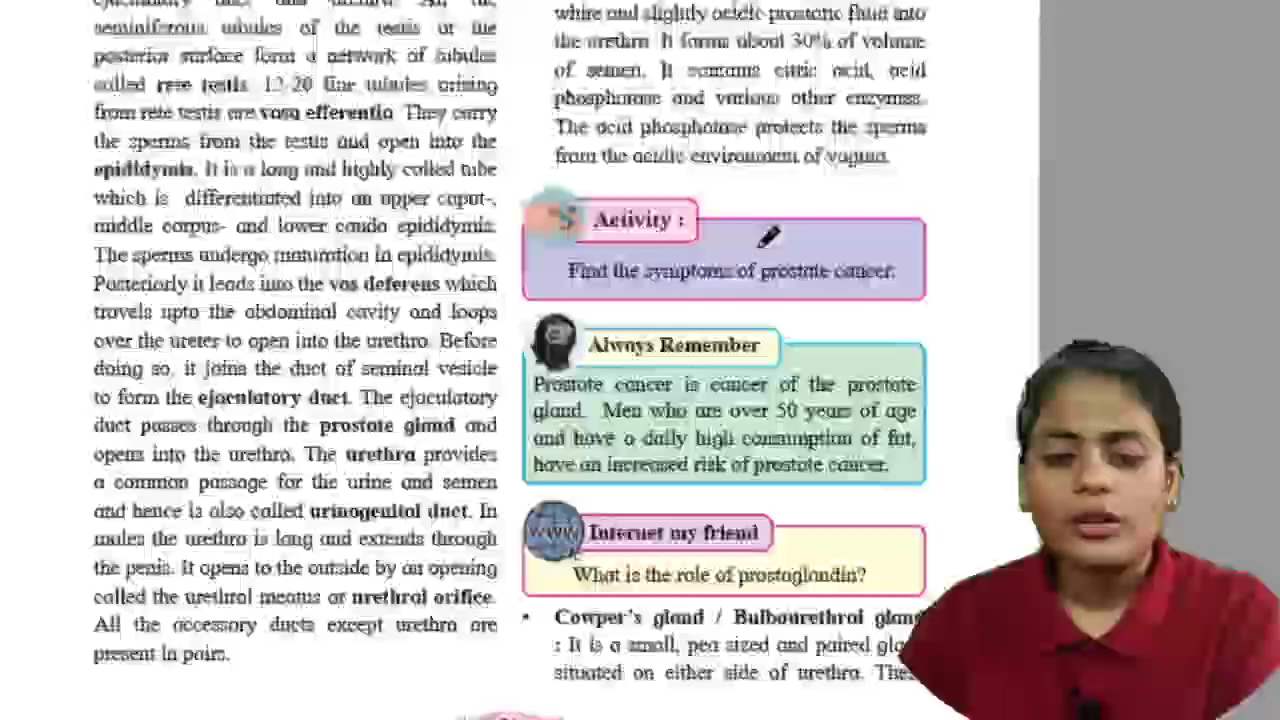 seminiferous tubules of the testis at the
posterior surface form a network of tubules
called rete testis. 12-20 fine tubules arising
from rete testis are vasa efferentia. They carry
the sperms from the testis and open into the
epididymis. It is a long and highly coiled tube
which is differentiated into an upper caput-,
middle corpus- and lower cauda epididymis.
The sperms undergo maturation in epididymis.
Posteriorly it leads into the vas deferens which
travels upto the abdominal cavity and loops
over the ureter to open into the urethra. Before
doing so, it joins the duct of seminal vesicle
to form the ejaculatory duct. The ejaculatory
duct passes through the prostate gland and
opens into the urethra. The urethra provides
a common passage for the urine and semen
and hence is also called urinogenital duct. In
males the urethra is long and extends through
the penis. It opens to the outside by an opening
called the urethral meatus or urethral orifice.
All the accessory ducts except urethra are
present in pairs.
white and slightly acidic prostatic fluid into
the urethra. It forms about 30% of volume
of semen. It contains citric acid, acid
phosphatase and various other enzymes.
The acid phosphatase protects the sperms
from the acidic environment of vagina.
Activity :
Find the symptoms of prostate cancer.
Always Remember
Prostate cancer is cancer of the prostate
gland. Men who are over 50 years of age
and have a daily high consumption of fat,
have an increased risk of prostate cancer.
WWW
Internet my friend
What is the role of prostaglandin?
• Cowper's gland / Bulbourethral gland
: It is a small, pea sized and paired
situated on either side of urethra.